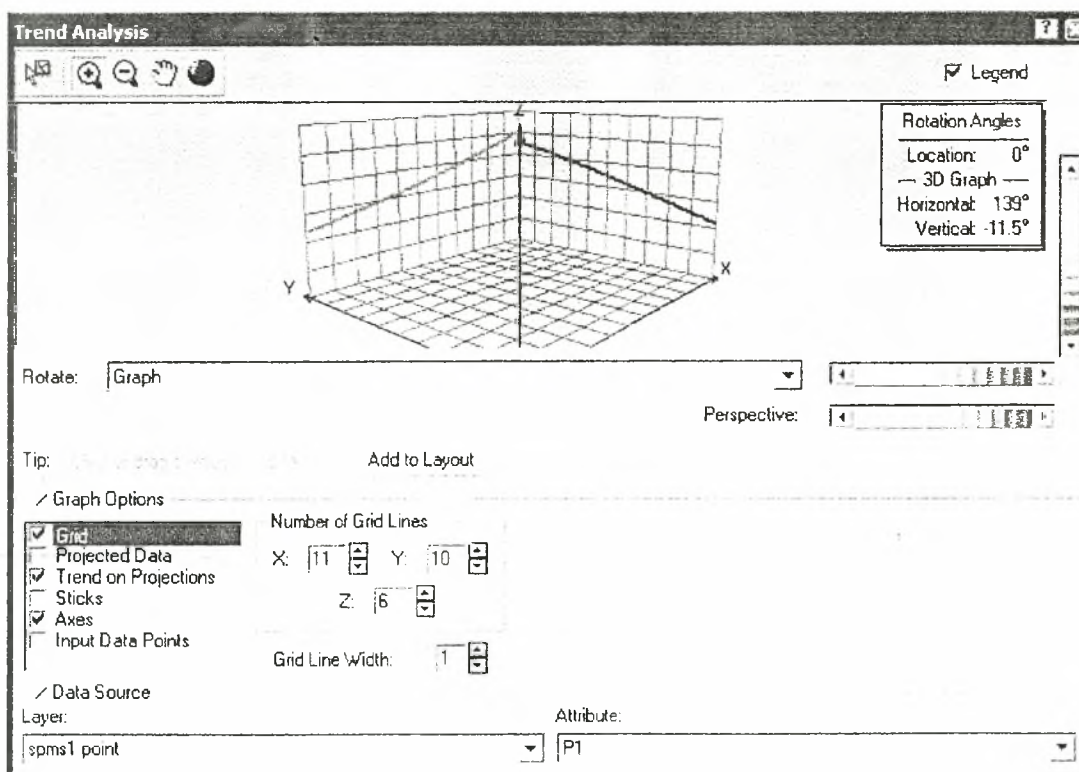 Trend Analysis
Legend
Z
Rotation Angles
Location: 0°
3D Graph
Horizontal: 139°
Vertical: -11.5°
Y
X
Rotate: Graph
Perspective:
Tip:
Add to Layout
Graph Options
Grid
Projected Data
Trend on Projections
Sticks
Axes
Input Data Points
Number of Grid Lines
X: 11 Y: 10
Z: 6
Grid Line Width: 1
Data Source
Layer: Attribute:
spms1 point P1